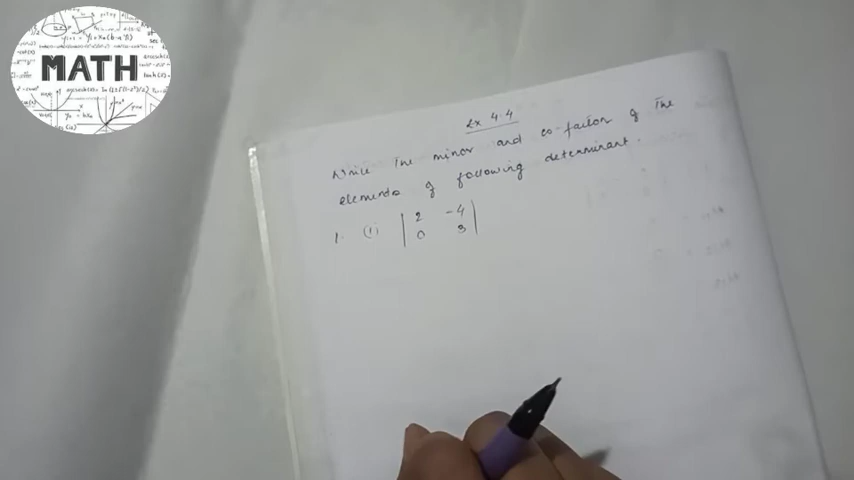 MATH
Ex 4.4
Write The minor and co-factor of The
elements of following determinant.
1. (i) | 2 -4 |
| 0 3 |